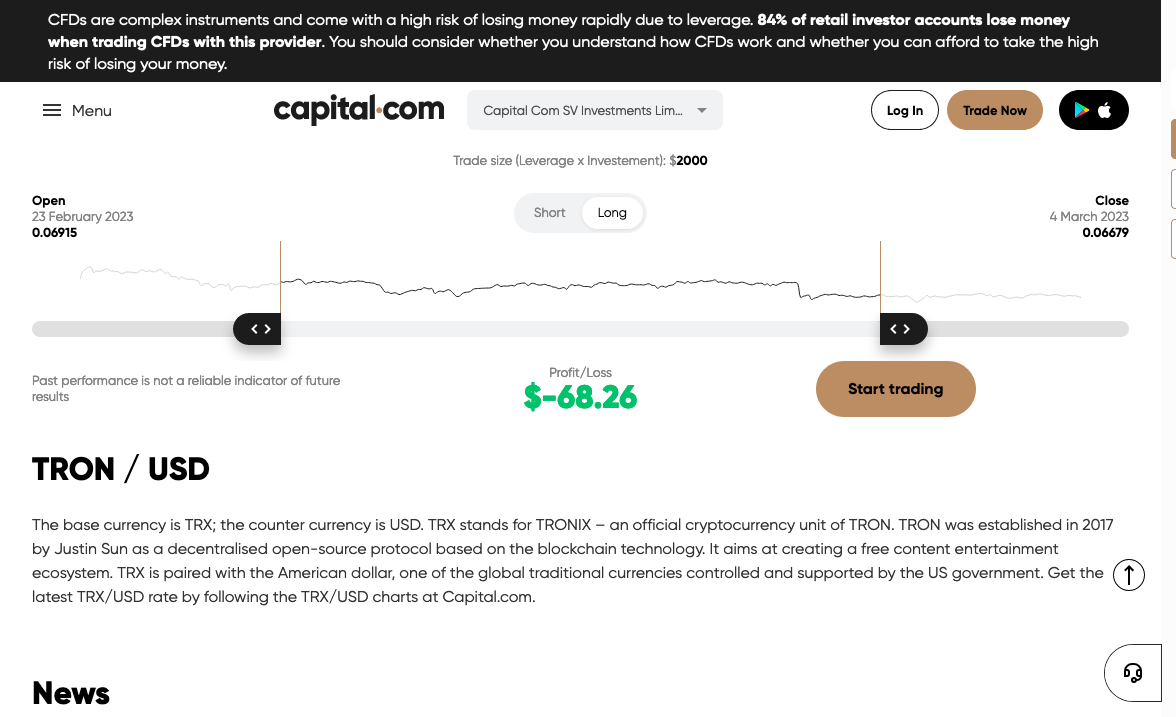 CFDs are complex instruments and come with a high risk of losing money rapidly due to leverage. 84% of retail investor accounts lose money
when trading CFDs with this provider. You should consider whether you understand how CFDs work and whether you can afford to take the high
risk of losing your money.
Menu
capital.com
Capital Com SV Investments Lim...
Log In
Trade Now
Trade size (Leverage x Investement): $2000
Open
23 February 2023
0.06915
Short
Long
Close
4 March 2023
0.06679
Past performance is not a reliable indicator of future
results
Profit/Loss
$-68.26
Start trading
TRON / USD
The base currency is TRX; the counter currency is USD. TRX stands for TRONIX – an official cryptocurrency unit of TRON. TRON was established in 2017
by Justin Sun as a decentralised open-source protocol based on the blockchain technology. It aims at creating a free content entertainment
ecosystem. TRX is paired with the American dollar, one of the global traditional currencies controlled and supported by the US government. Get the
latest TRX/USD rate by following the TRX/USD charts at Capital.com.
News